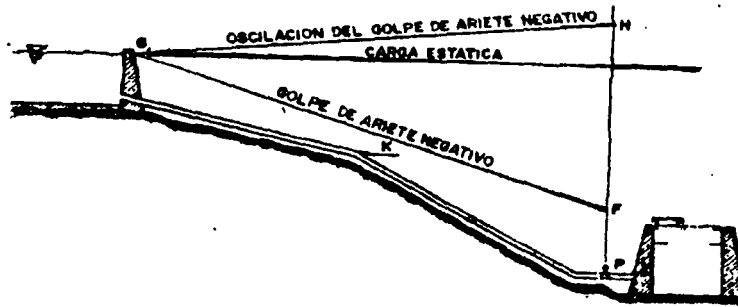 OSCILACION DEL GOLPE DE ARIETE NEGATIVO
H
G
CARGA ESTATICA
GOLPE DE ARIETE NEGATIVO
K
F
P